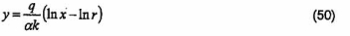 y = q/αk (ln x − ln r) (50)